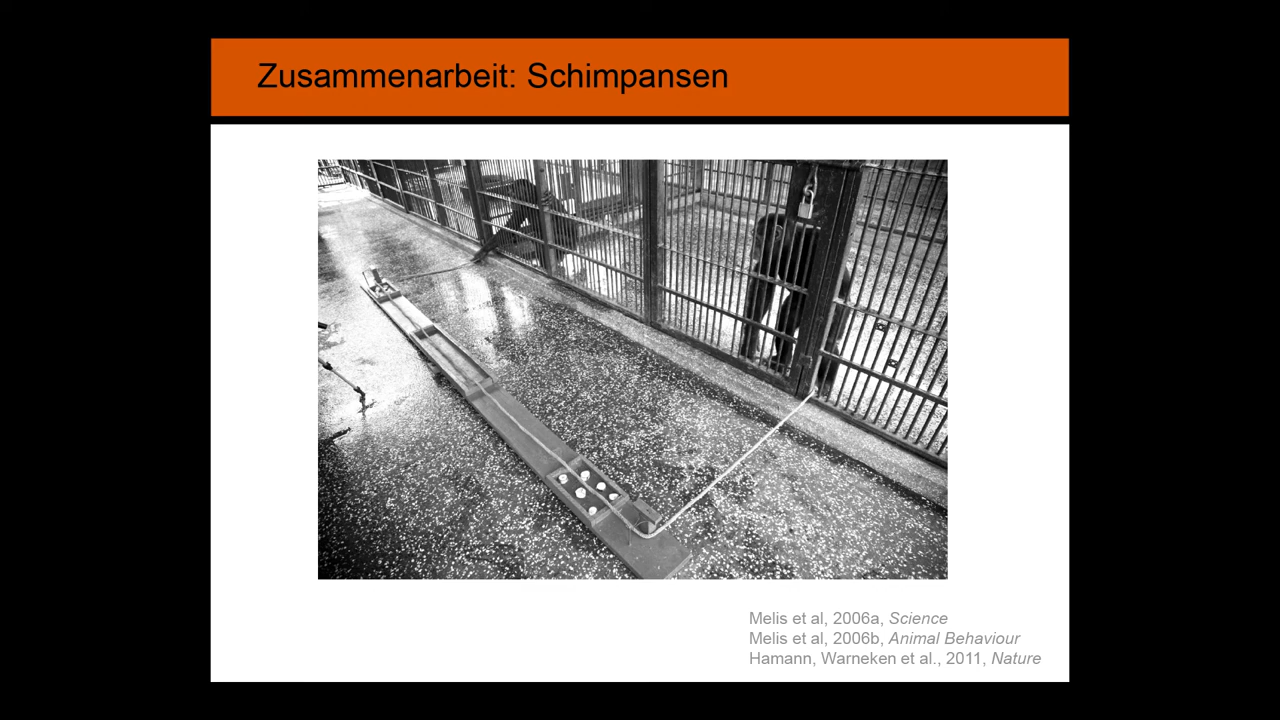 Zusammenarbeit: Schimpansen
Melis et al, 2006a, Science
Melis et al, 2006b, Animal Behaviour
Hamann, Warneken et al., 2011, Nature